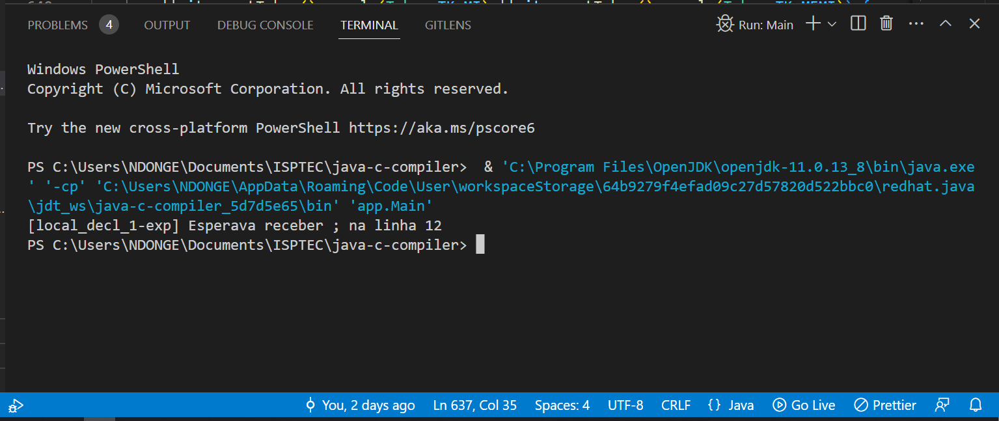 PROBLEMS 4 OUTPUT DEBUG CONSOLE TERMINAL GITLENS Run: Main
Windows PowerShell
Copyright (C) Microsoft Corporation. All rights reserved.
Try the new cross-platform PowerShell https://aka.ms/pscore6
PS C:\Users\NDONGE\Documents\ISPTEC\java-c-compiler>  & 'C:\Program Files\OpenJDK\openjdk-11.0.13_8\bin\java.exe
' '-cp' 'C:\Users\NDONGE\AppData\Roaming\Code\User\workspaceStorage\64b9279f4efad09c27d57820d522bbc0\redhat.java
\jdt_ws\java-c-compiler_5d7d5e65\bin' 'app.Main'
[local_decl_1-exp] Esperava receber ; na linha 12
PS C:\Users\NDONGE\Documents\ISPTEC\java-c-compiler>
You, 2 days ago Ln 637, Col 35 Spaces: 4 UTF-8 CRLF {} Java Go Live Prettier